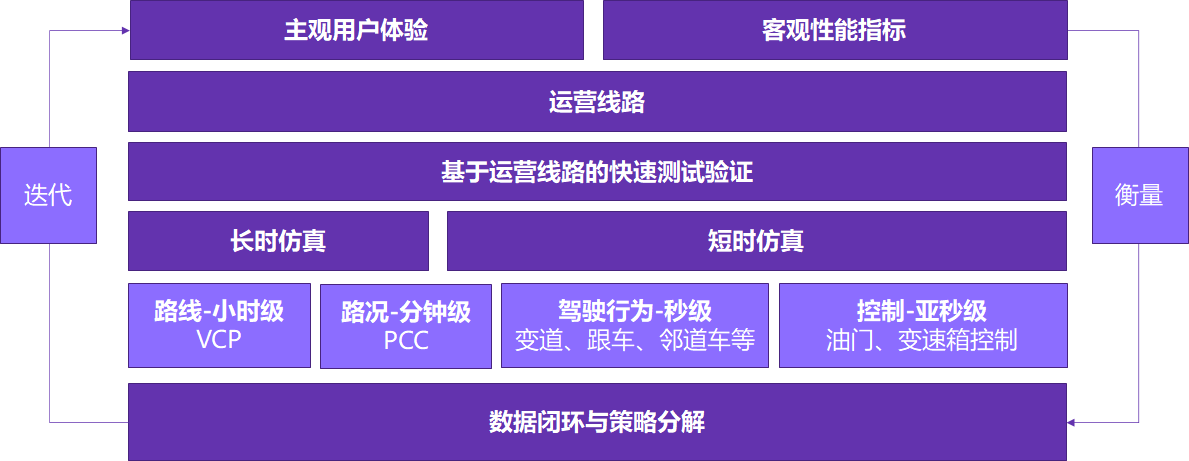 主观用户体验
客观性能指标
运营线路
基于运营线路的快速测试验证
迭代
衡量
长时仿真
短时仿真
路线-小时级
VCP
路况-分钟级
PCC
驾驶行为-秒级
变道、跟车、邻道车等
控制-亚秒级
油门、变速箱控制
数据闭环与策略分解